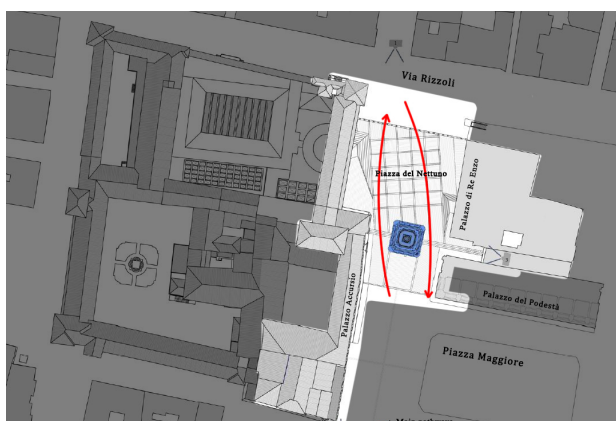 Via Rizzoli
Piazza del Nettuno
Palazzo di Re Enzo
Palazzo Accursio
Palazzo del Podestà
Piazza Maggiore